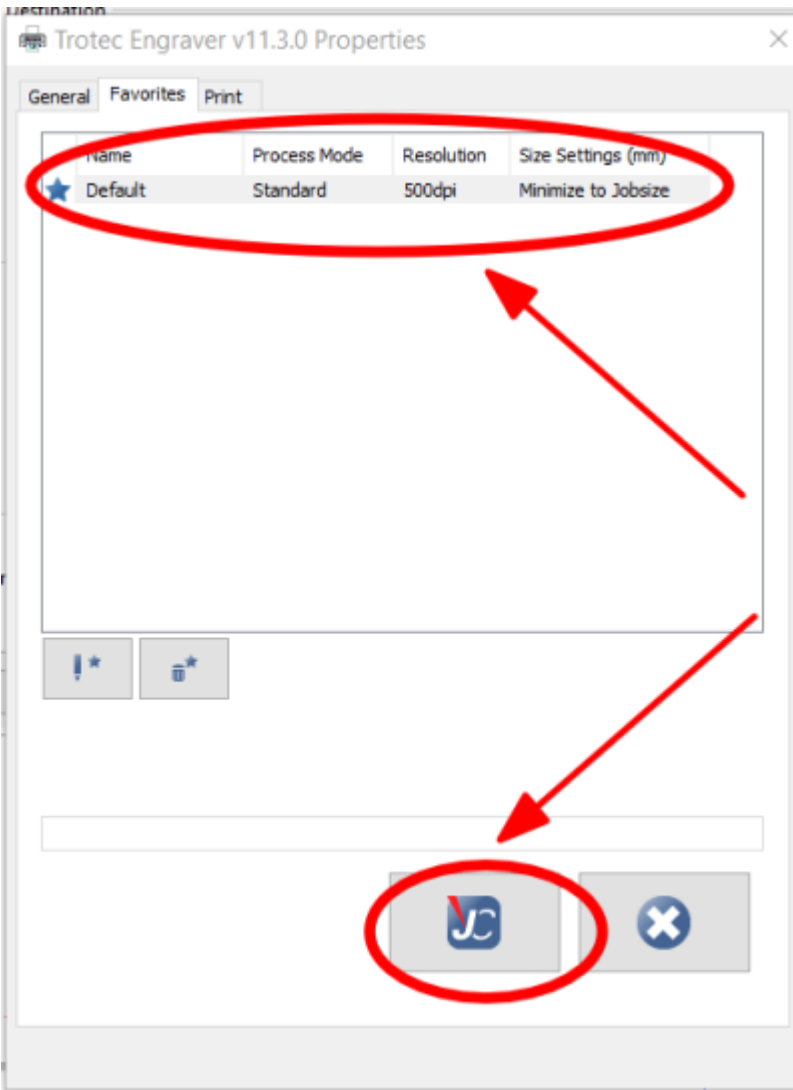 Destination
Trotec Engraver v11.3.0 Properties
General Favorites Print
Name Process Mode Resolution Size Settings (mm)
Default Standard 500dpi Minimize to Jobsize
JC